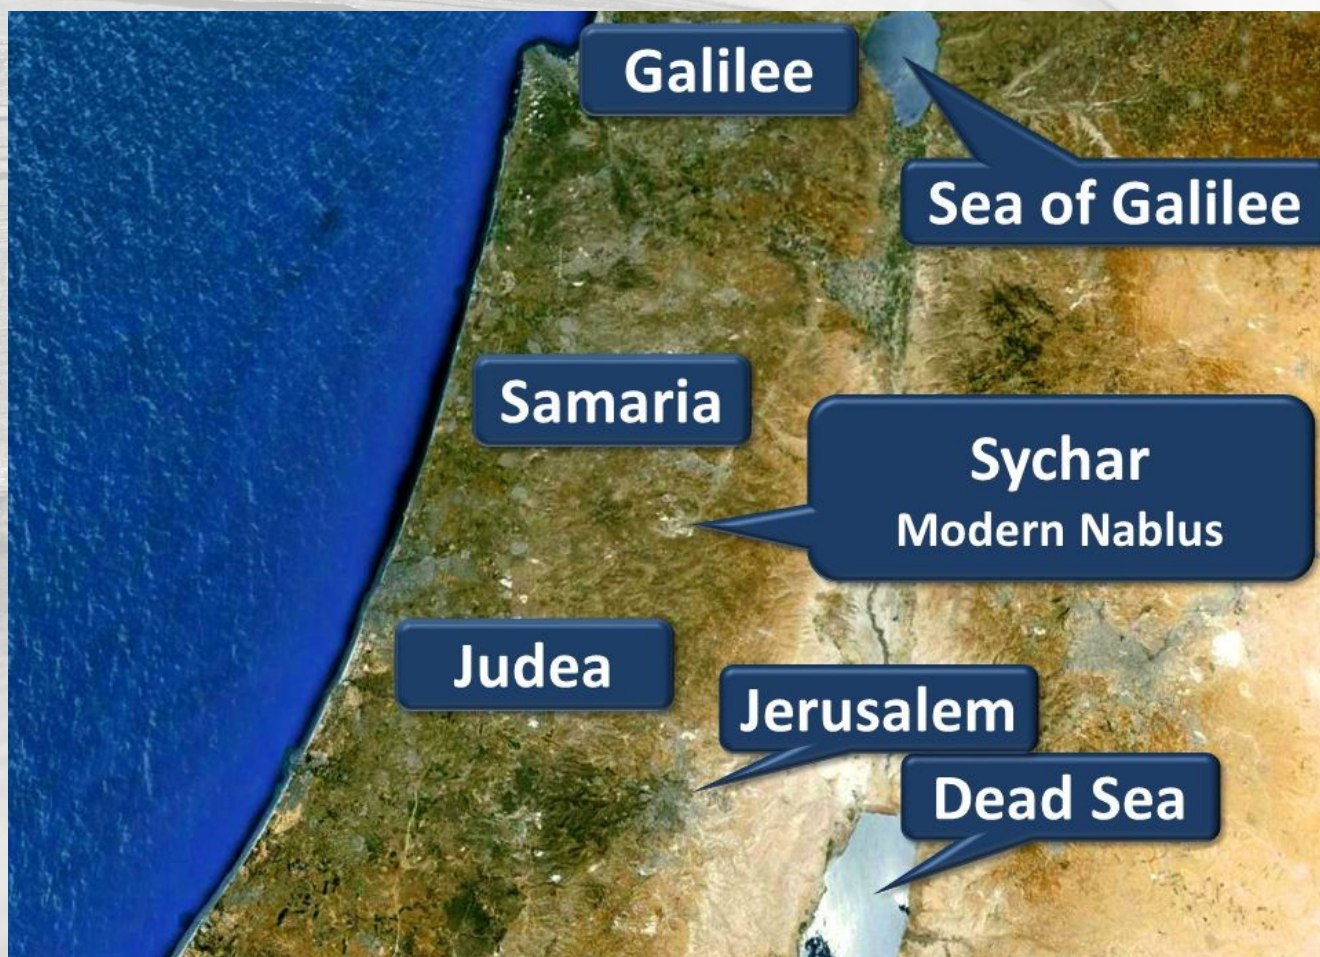 Galilee
Sea of Galilee
Samaria
Sychar
Modern Nablus
Judea
Jerusalem
Dead Sea